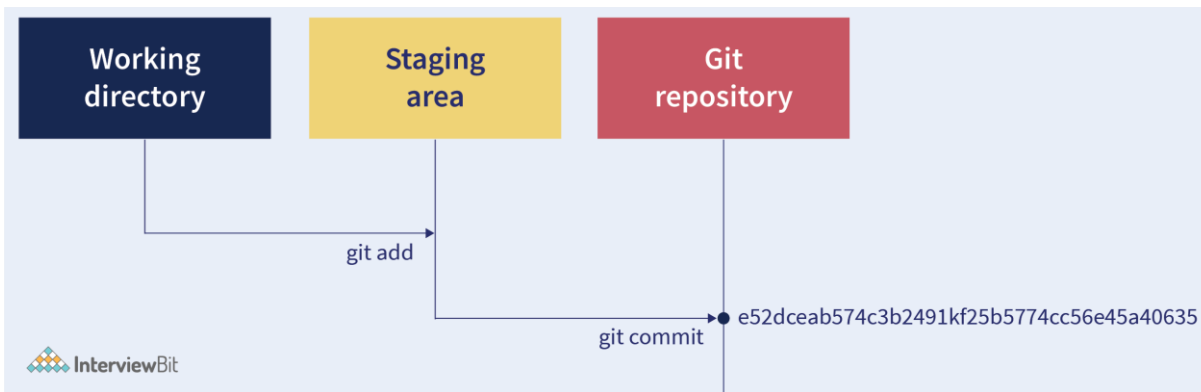 Working
directory
Staging
area
Git
repository
git add
git commit
e52dceab574c3b2491kf25b5774cc56e45a40635
InterviewBit